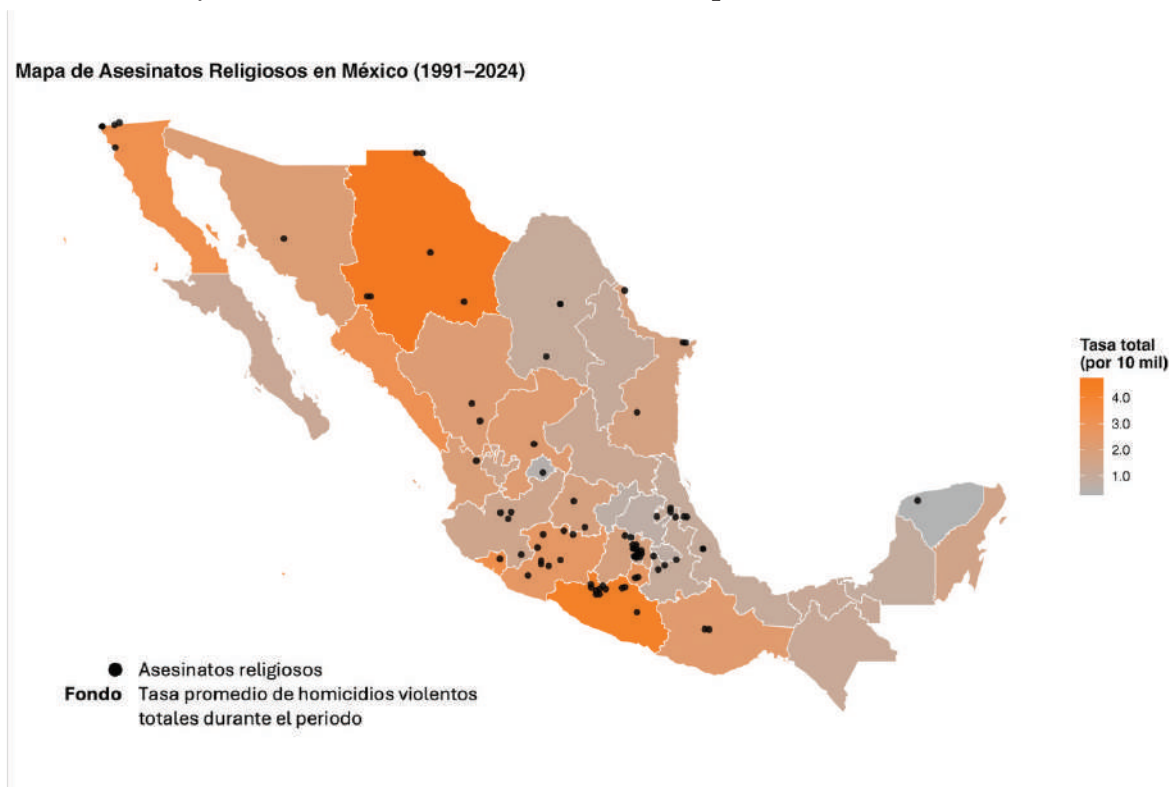 Mapa de Asesinatos Religiosos en México (1991–2024)
Tasa total
(por 10 mil)
4.0
3.0
2.0
1.0
Asesinatos religiosos
Fondo Tasa promedio de homicidios violentos
totales durante el periodo